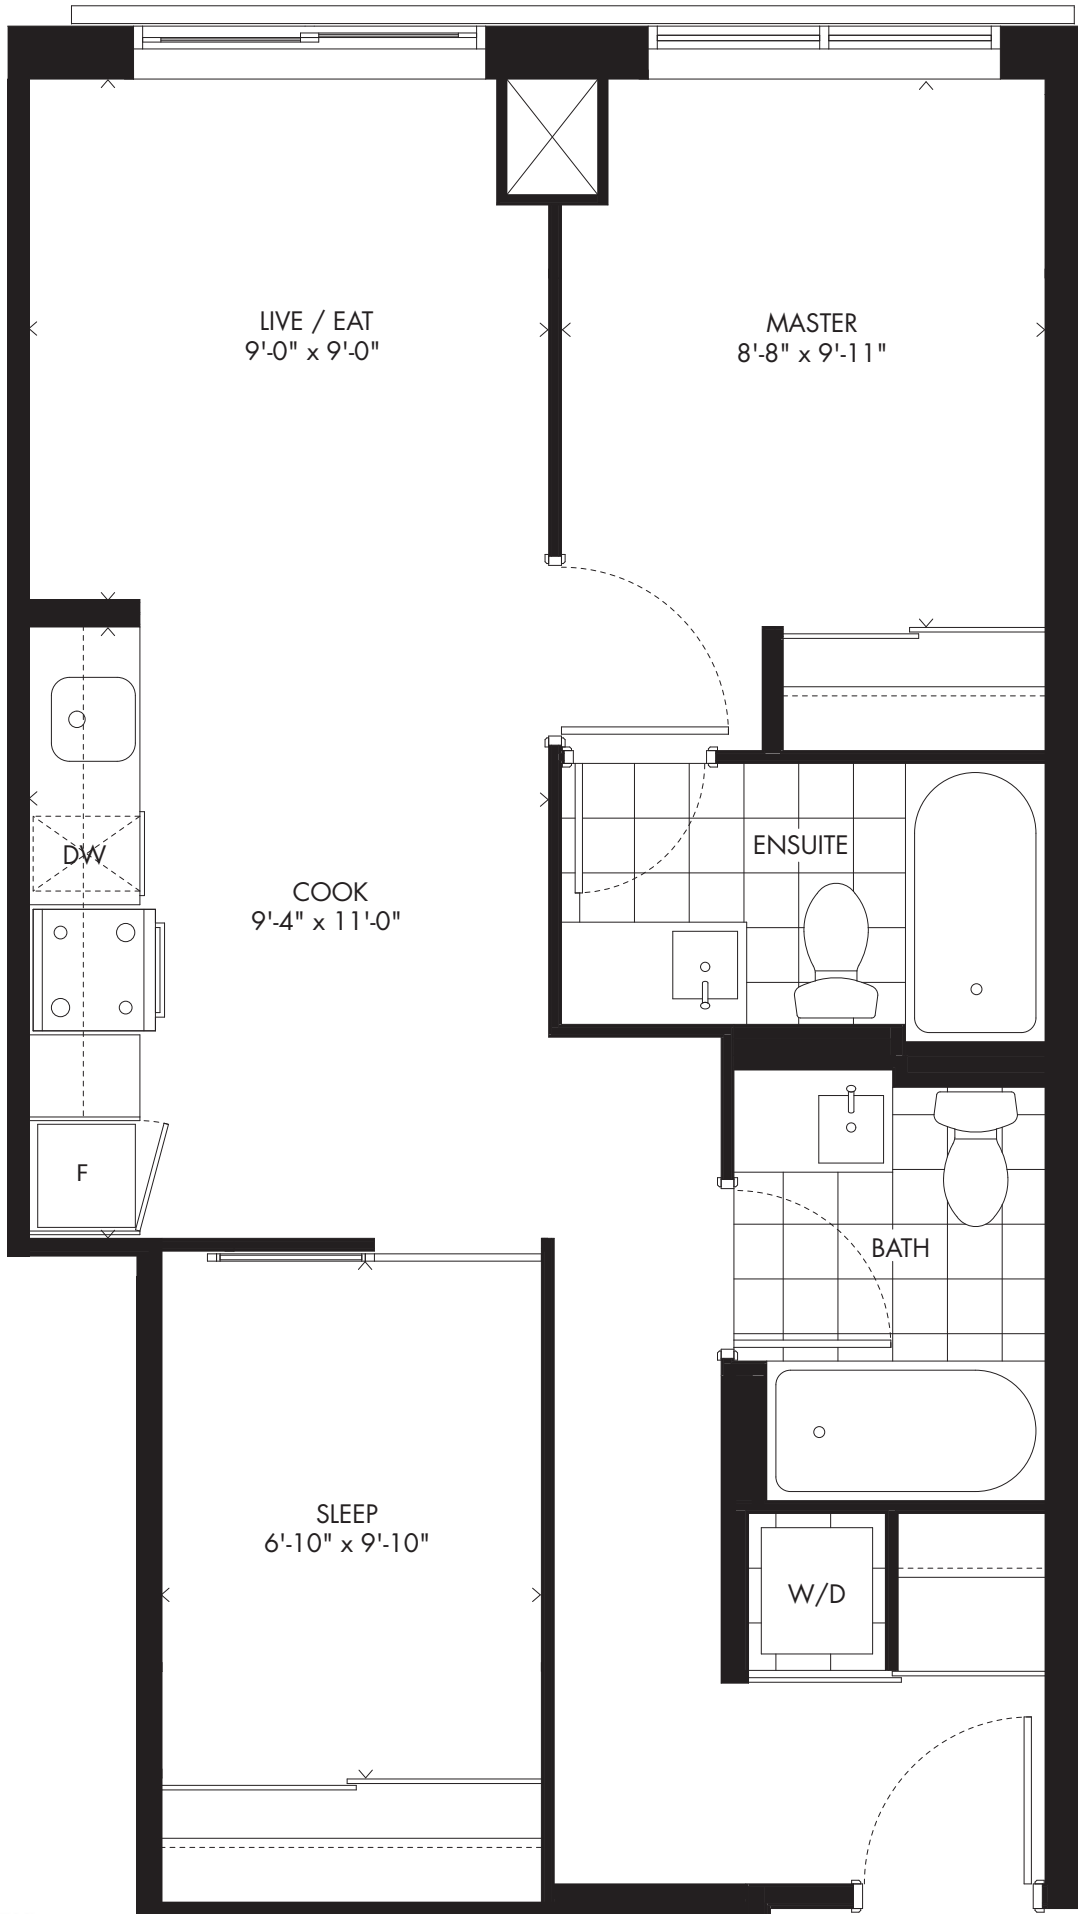 LIVE / EAT
9'-0" x 9'-0"
MASTER
8'-8" x 9'-11"
DW
ENSUITE
COOK
9'-4" x 11'-0"
F
BATH
SLEEP
6'-10" x 9'-10"
W/D